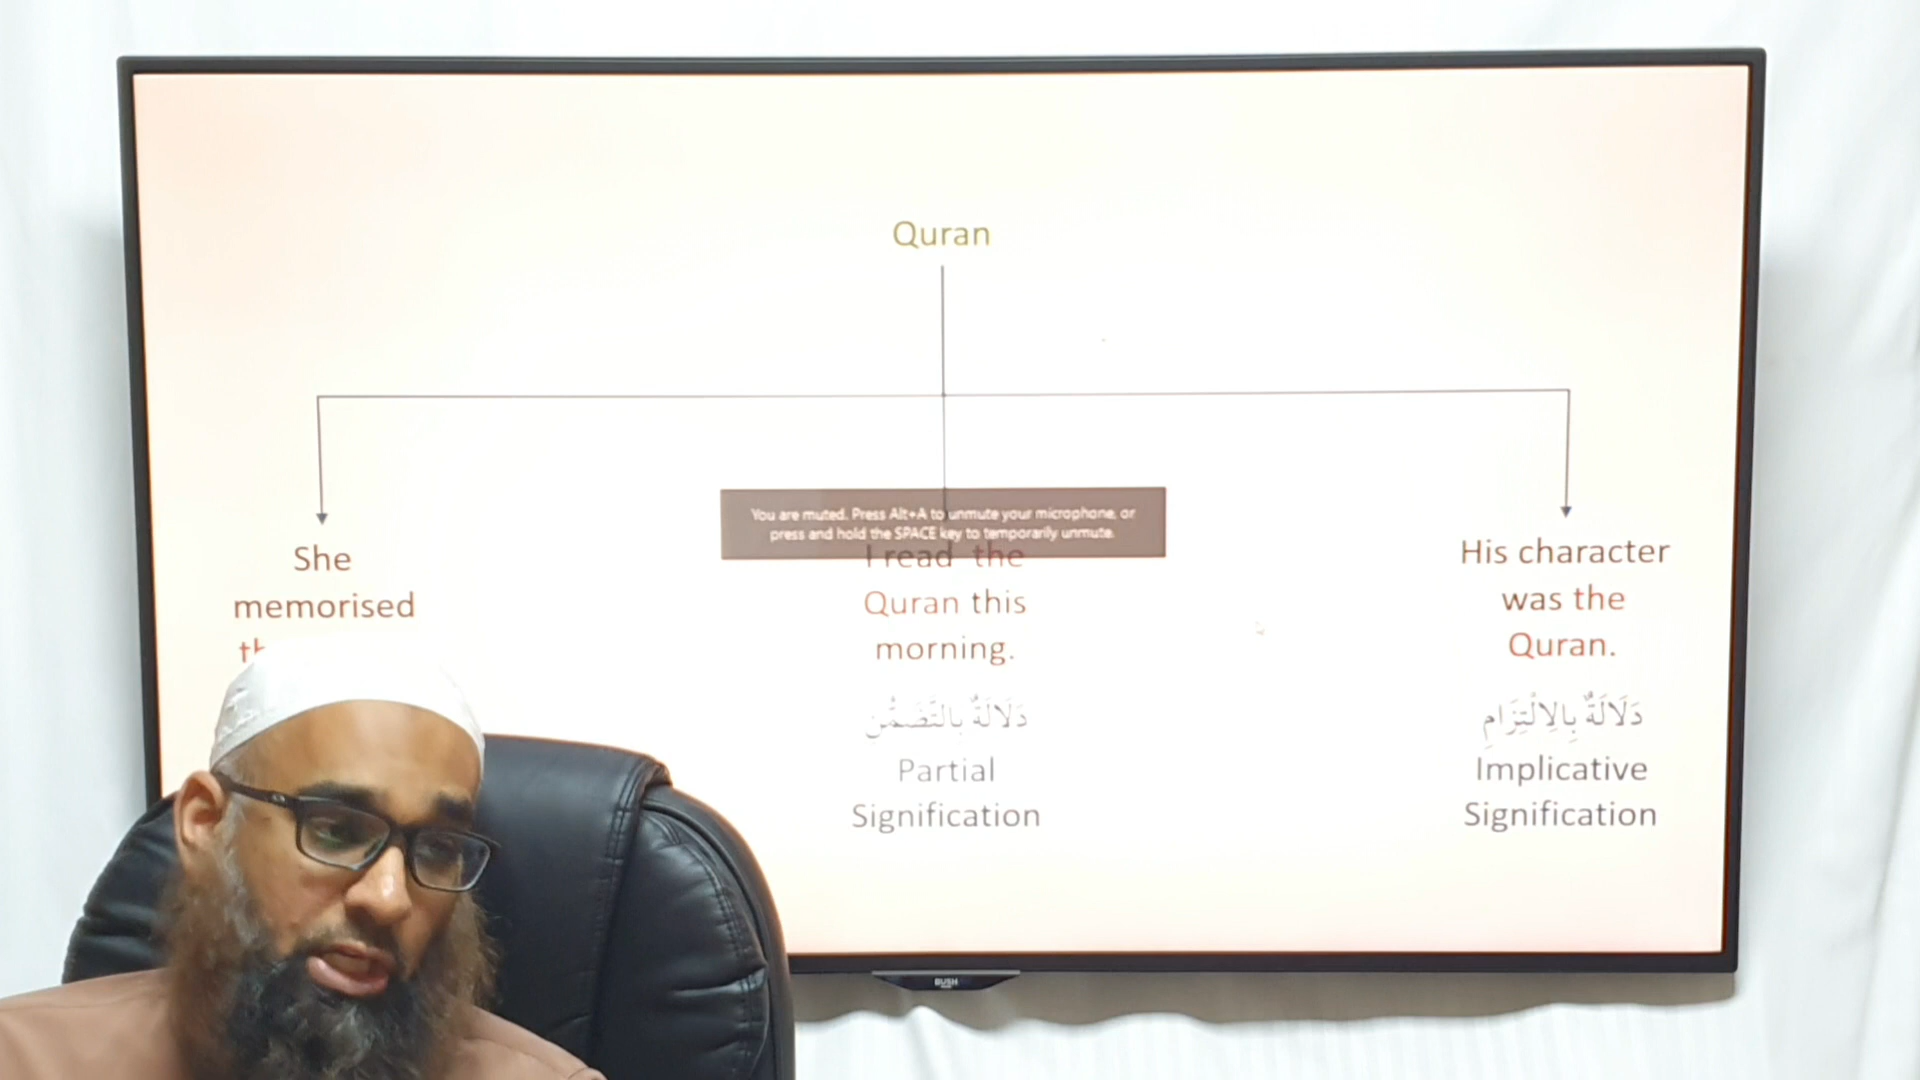 Quran
You are muted. Press Alt+A to unmute your microphone, or
press and hold the SPACE key to temporarily unmute.
She
memorised
I read the
Quran this
morning.
دَلَالَةٌ بِالتَّضَمُّن
Partial
Signification
His character
was the
Quran.
دَلَالَةٌ بِالِالْتِزَامِ
Implicative
Signification
BUSH